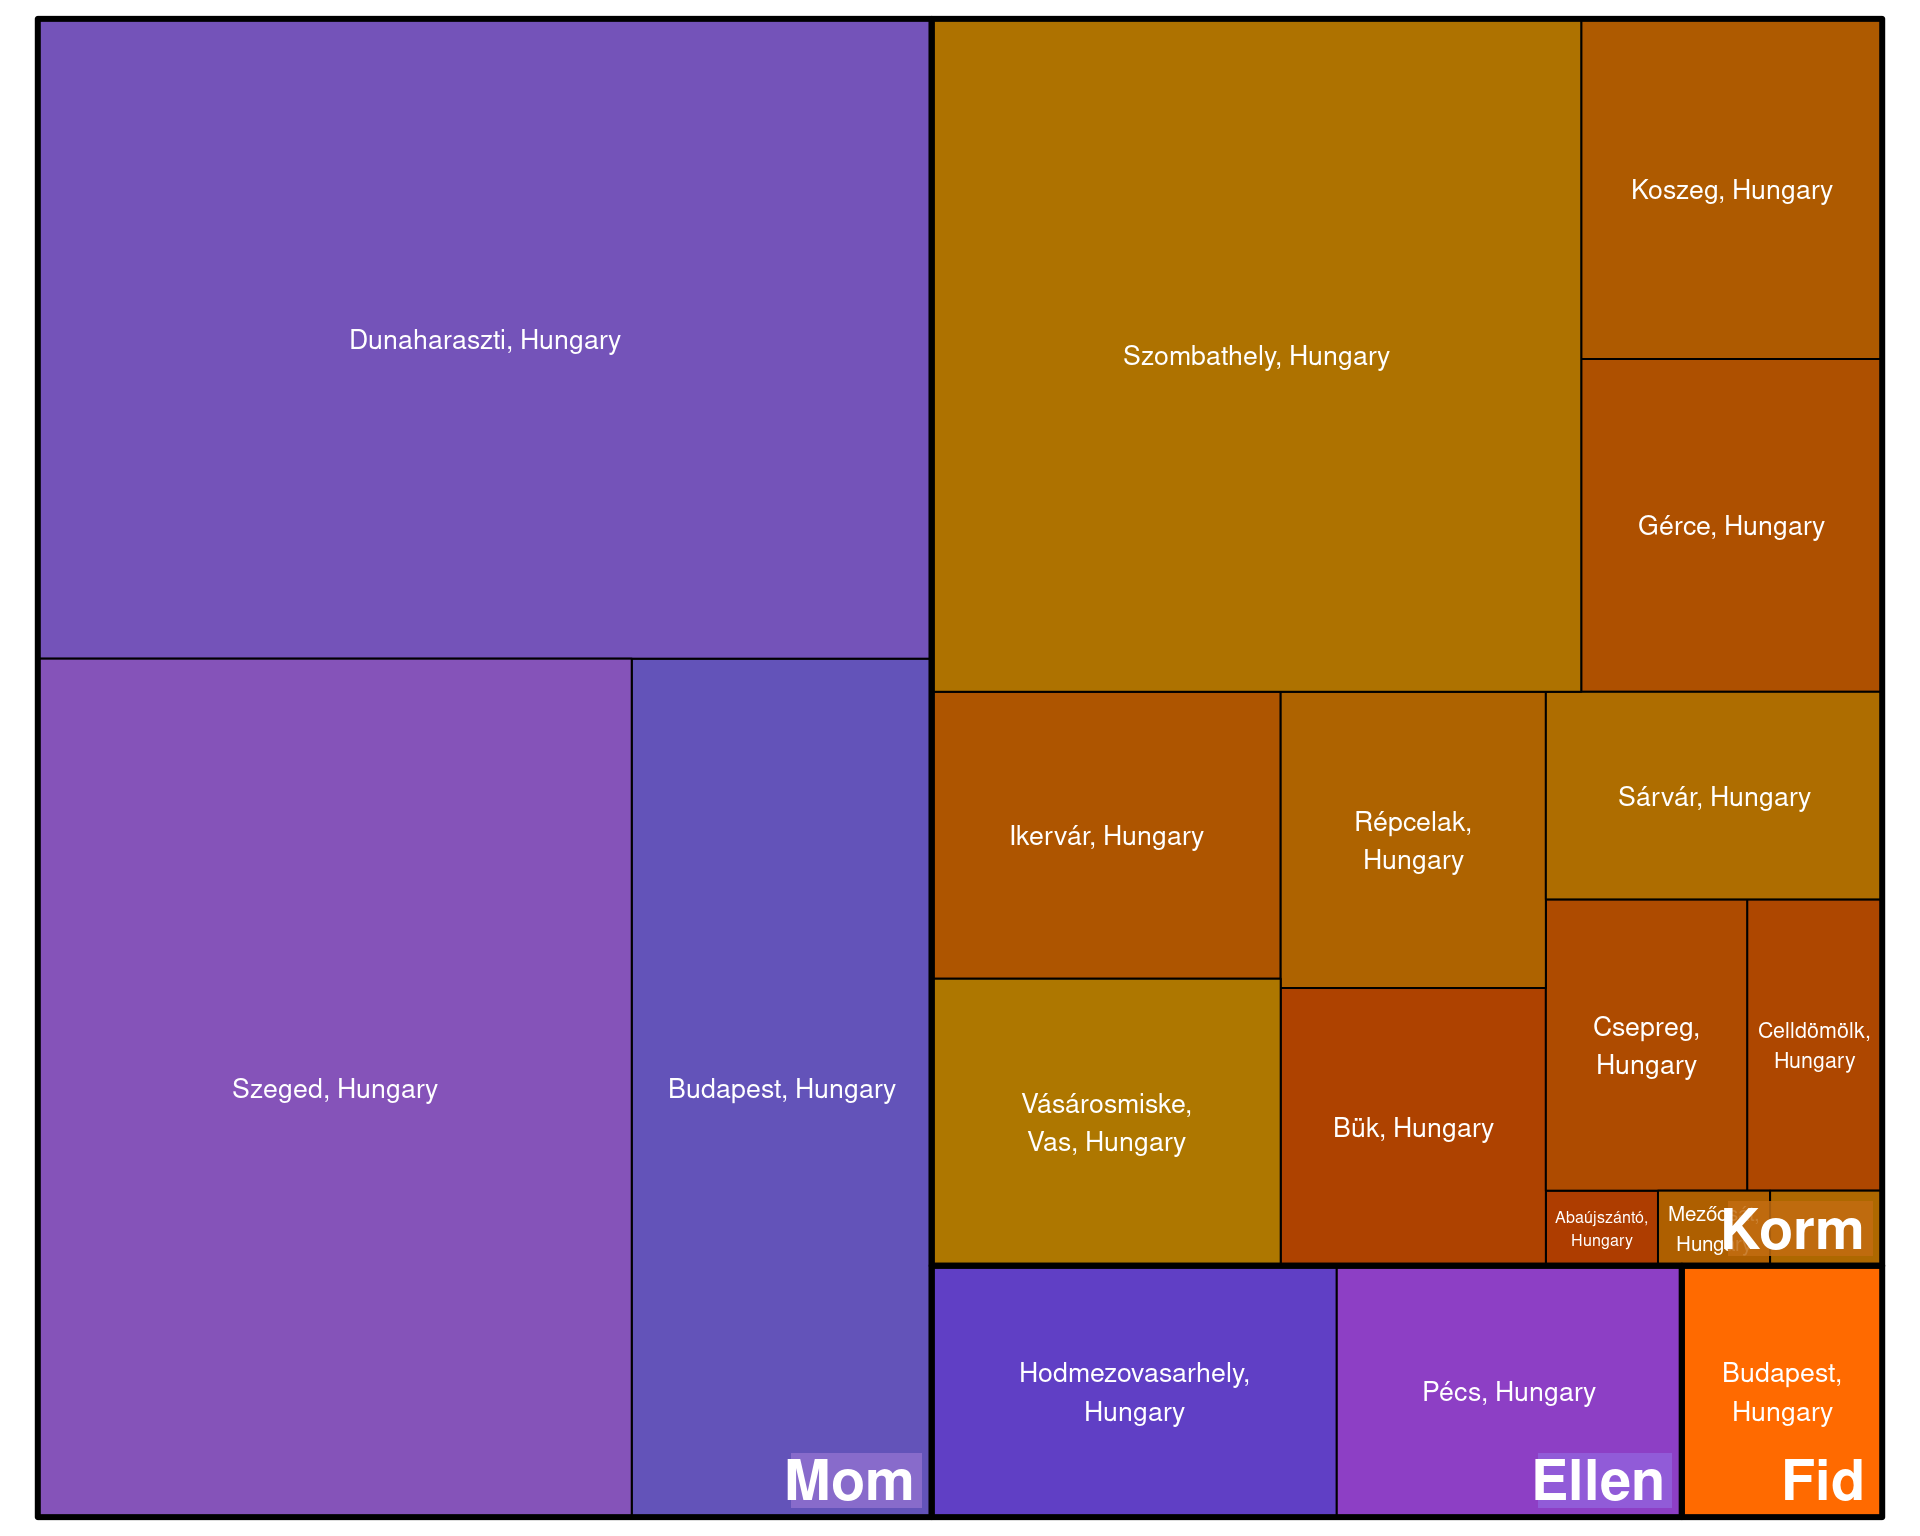 Dunaharaszti, Hungary
Szeged, Hungary
Budapest, Hungary
Mom
Szombathely, Hungary
Koszeg, Hungary
Gérce, Hungary
Ikervár, Hungary
Vásárosmiske,
Vas, Hungary
Répcelak,
Hungary
Bük, Hungary
Sárvár, Hungary
Csepreg,
Hungary
Celldömölk,
Hungary
Abaújszántó,
Hungary
Hungary
Korm
Hodmezovasarhely,
Hungary
Pécs, Hungary
Ellen
Budapest,
Hungary
Fid